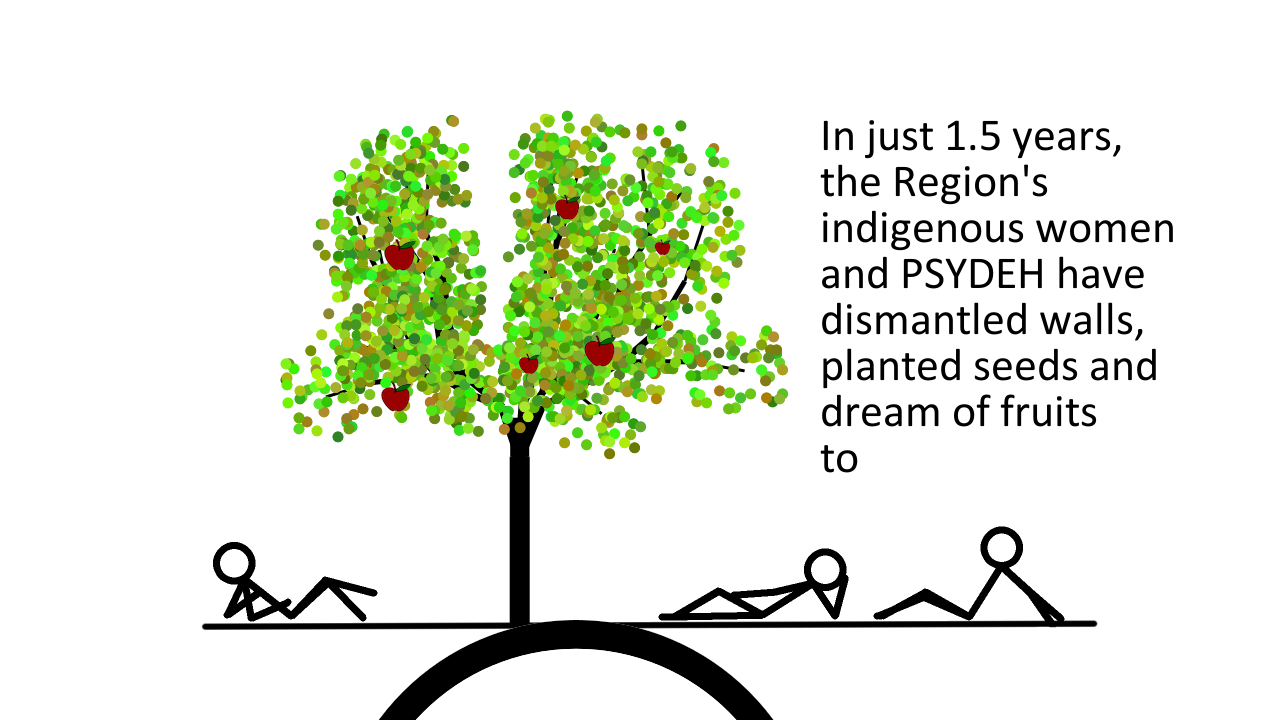 In just 1.5 years,
the Region's
indigenous women
and PSYDEH have
dismantled walls,
planted seeds and
dream of fruits
to